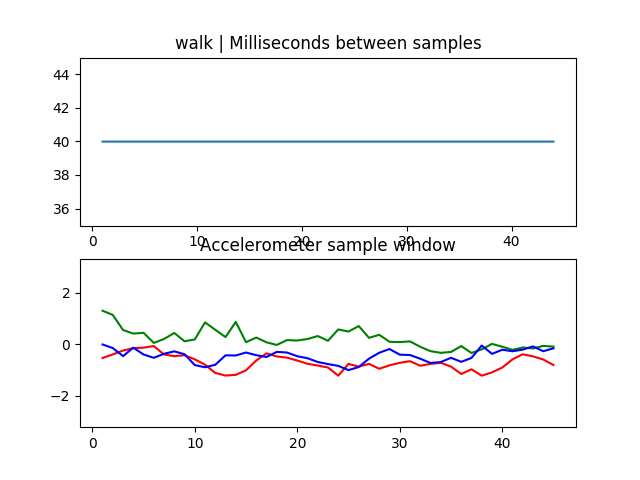 walk | Milliseconds between samples
44
42
40
38
36
0 10 20 30 40
Accelerometer sample window
2
0
−2
0 10 20 30 40